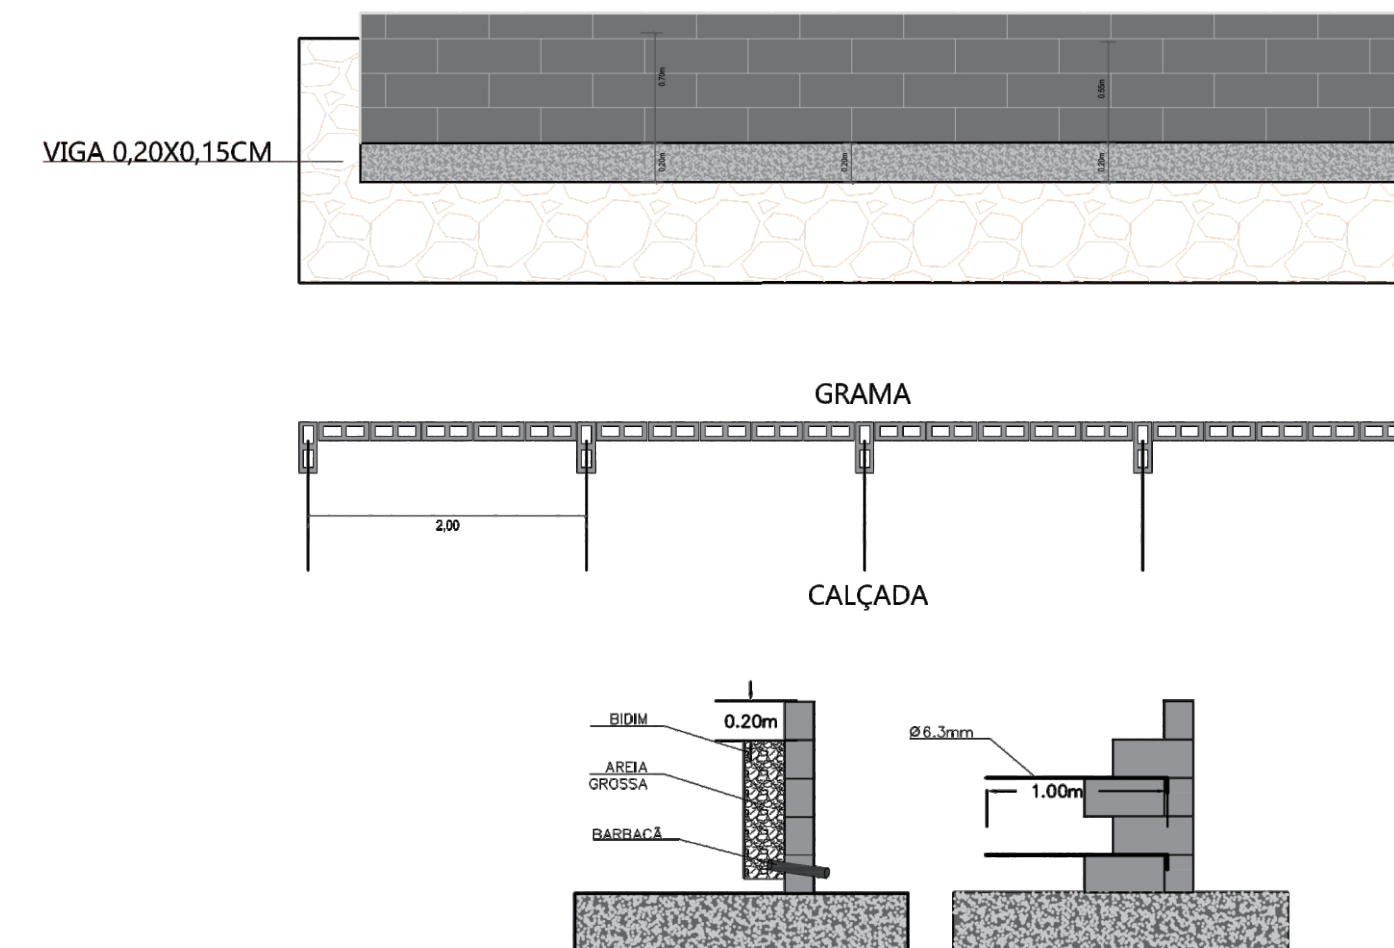 0.70m
0.55m
VIGA 0,20X0,15CM
0.20m
0.20m
0.20m
GRAMA
2,00
CALÇADA
BIDIM
0.20m
Ø6.3mm
AREIA
GROSSA
1.00m
BARBACÃ